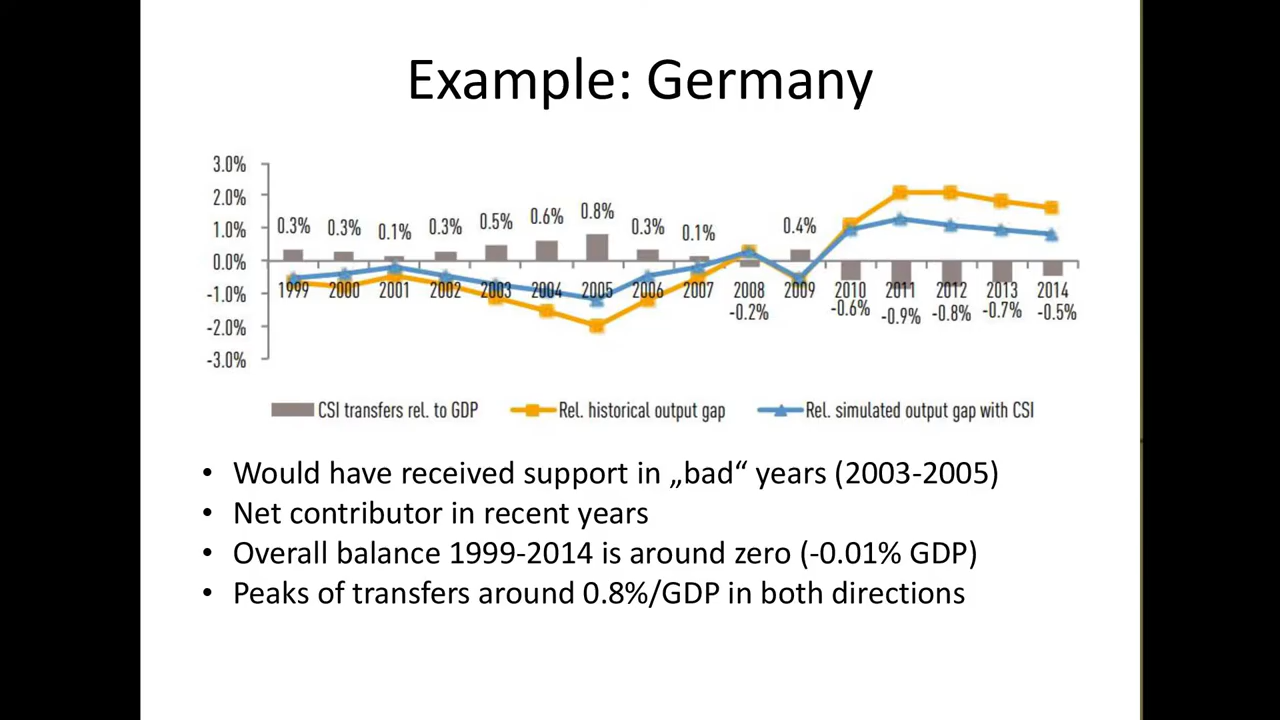 Example: Germany
3.0%
2.0%
1.0%
0.0%
-1.0%
-2.0%
-3.0%
0.3% 0.3% 0.1% 0.3% 0.5% 0.6% 0.8% 0.3% 0.1% 0.4%
1999 2000 2001 2002 2003 2004 2005 2006 2007 2008 2009 2010 2011 2012 2013 2014
-0.2% -0.6% -0.9% -0.8% -0.7% -0.5%
CSI transfers rel. to GDP Rel. historical output gap Rel. simulated output gap with CSI
• Would have received support in „bad“ years (2003-2005)
• Net contributor in recent years
• Overall balance 1999-2014 is around zero (-0.01% GDP)
• Peaks of transfers around 0.8%/GDP in both directions